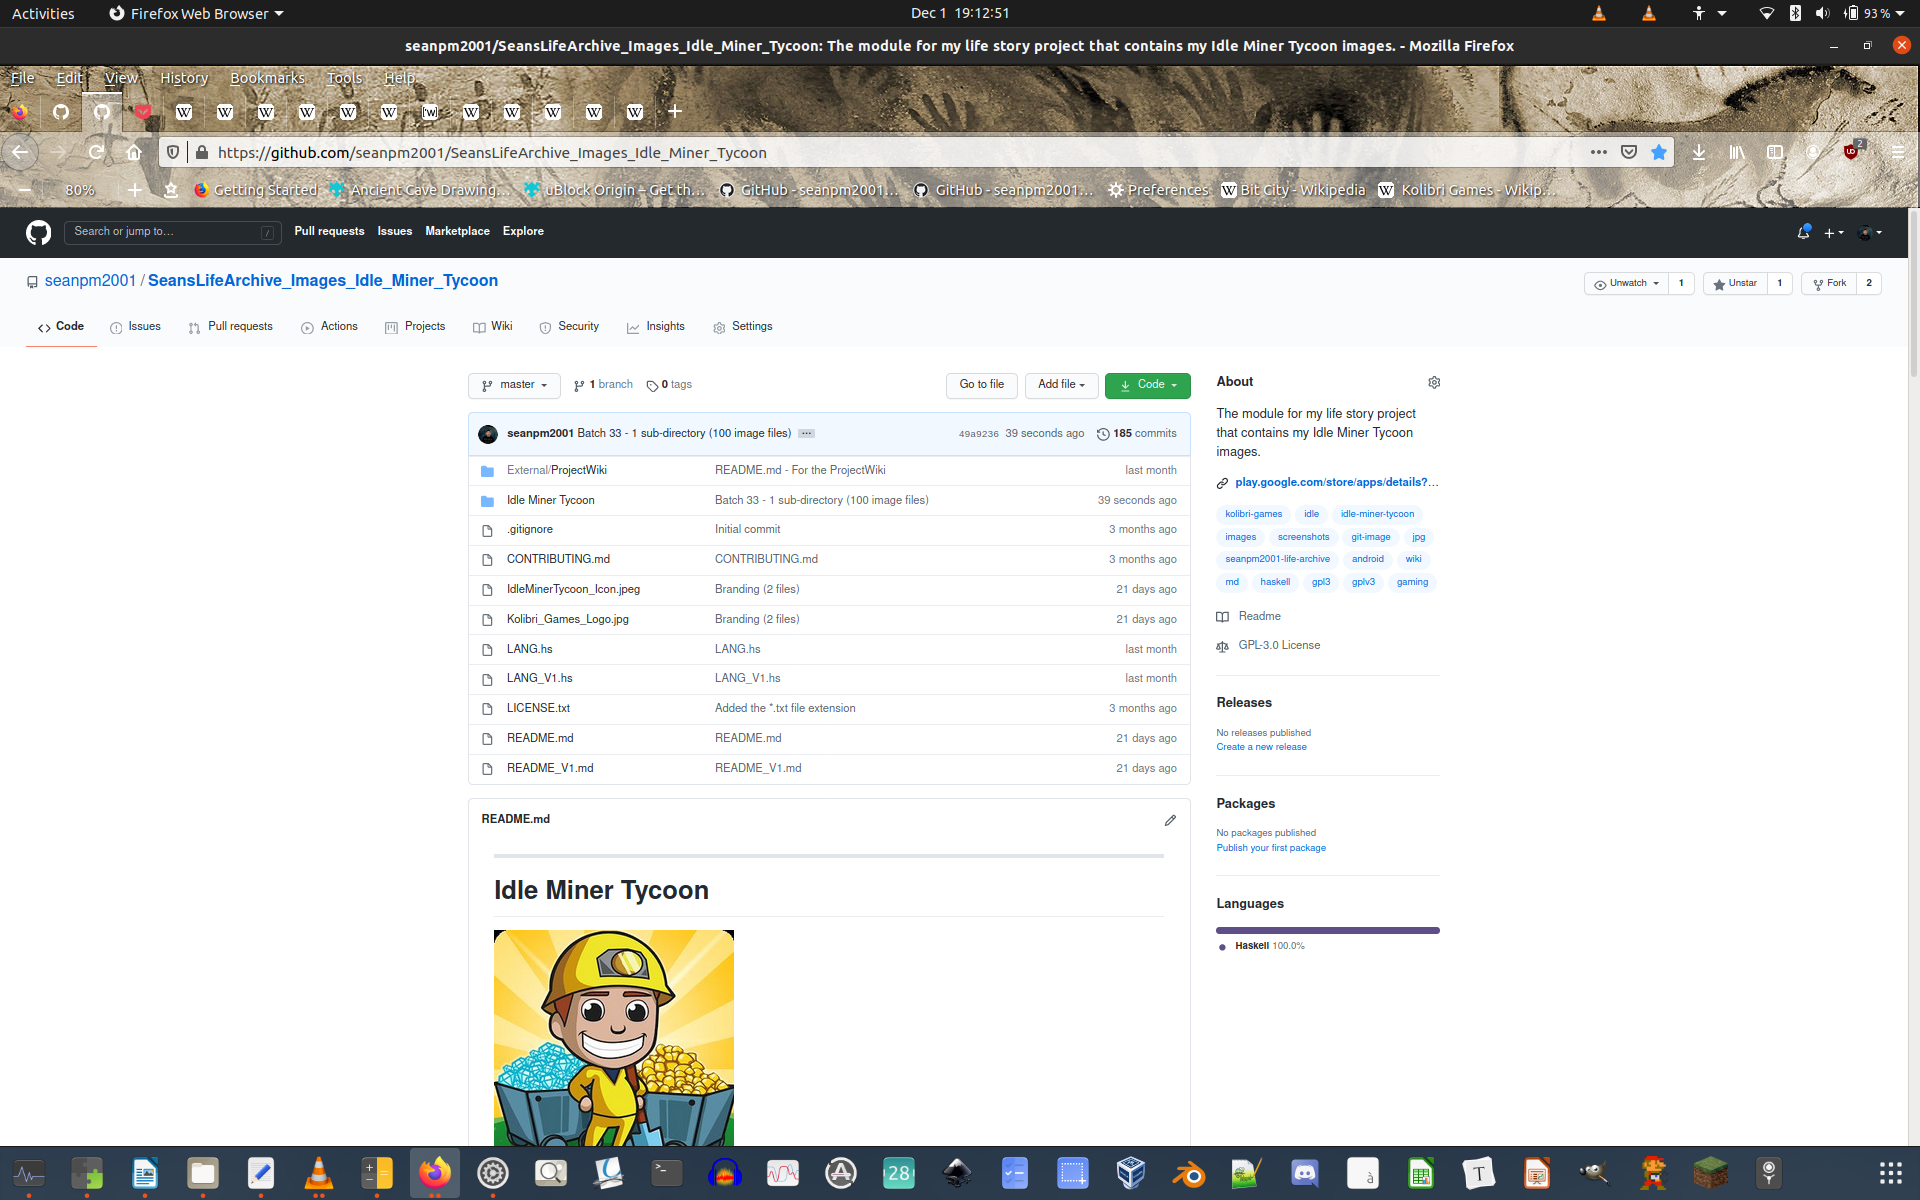 Activities
Firefox Web Browser
Dec 1 19:12:51
93 %
seanpm2001/SeansLifeArchive_Images_Idle_Miner_Tycoon: The module for my life story project that contains my Idle Miner Tycoon images. - Mozilla Firefox
File Edit View History Bookmarks Tools Help
https://github.com/seanpm2001/SeansLifeArchive_Images_Idle_Miner_Tycoon
2
80%
Getting Started
Ancient Cave Drawing…
uBlock Origin – Get th…
GitHub - seanpm2001…
GitHub - seanpm2001…
Preferences
Bit City - Wikipedia
Kolibri Games - Wikip…
Search or jump to…
/
Pull requests Issues Marketplace Explore
seanpm2001 / SeansLifeArchive_Images_Idle_Miner_Tycoon
Unwatch 1
Unstar 1
Fork 2
Code Issues Pull requests Actions Projects Wiki Security Insights Settings
master
1 branch
0 tags
Go to file
Add file
Code
seanpm2001 Batch 33 - 1 sub-directory (100 image files) … 49a9236 39 seconds ago 185 commits
External/ProjectWiki README.md - For the ProjectWiki last month
Idle Miner Tycoon Batch 33 - 1 sub-directory (100 image files) 39 seconds ago
.gitignore Initial commit 3 months ago
CONTRIBUTING.md CONTRIBUTING.md 3 months ago
IdleMinerTycoon_Icon.jpeg Branding (2 files) 21 days ago
Kolibri_Games_Logo.jpg Branding (2 files) 21 days ago
LANG.hs LANG.hs last month
LANG_V1.hs LANG_V1.hs last month
LICENSE.txt Added the *.txt file extension 3 months ago
README.md README.md 21 days ago
README_V1.md README_V1.md 21 days ago
README.md
Idle Miner Tycoon
About
The module for my life story project
that contains my Idle Miner Tycoon
images.
play.google.com/store/apps/details?…
kolibri-games idle idle-miner-tycoon
images screenshots git-image jpg
seanpm2001-life-archive android wiki
md haskell gpl3 gplv3 gaming
Readme
GPL-3.0 License
Releases
No releases published
Create a new release
Packages
No packages published
Publish your first package
Languages
Haskell 100.0%
28